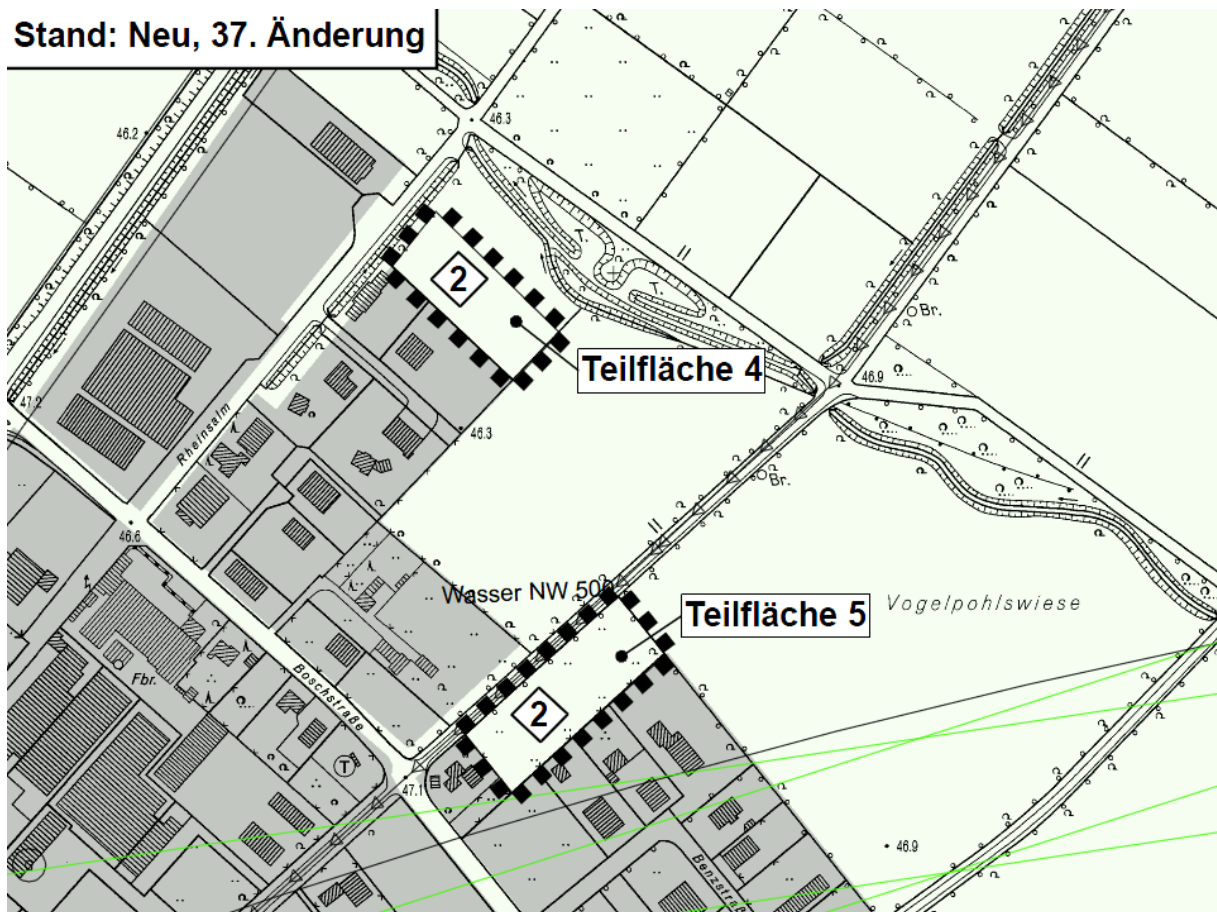 Stand: Neu, 37. Änderung
46.3
46.2
T.
2
T.
Br.
Teilfläche 4
46.9
47.2
Rheinsalm
46.3
Br.
46.6
Wasser NW 500
Teilfläche 5
Vogelpohlswiese
Fbr.
Boschstraße
2
T
47.1
46.9
Benzstraße